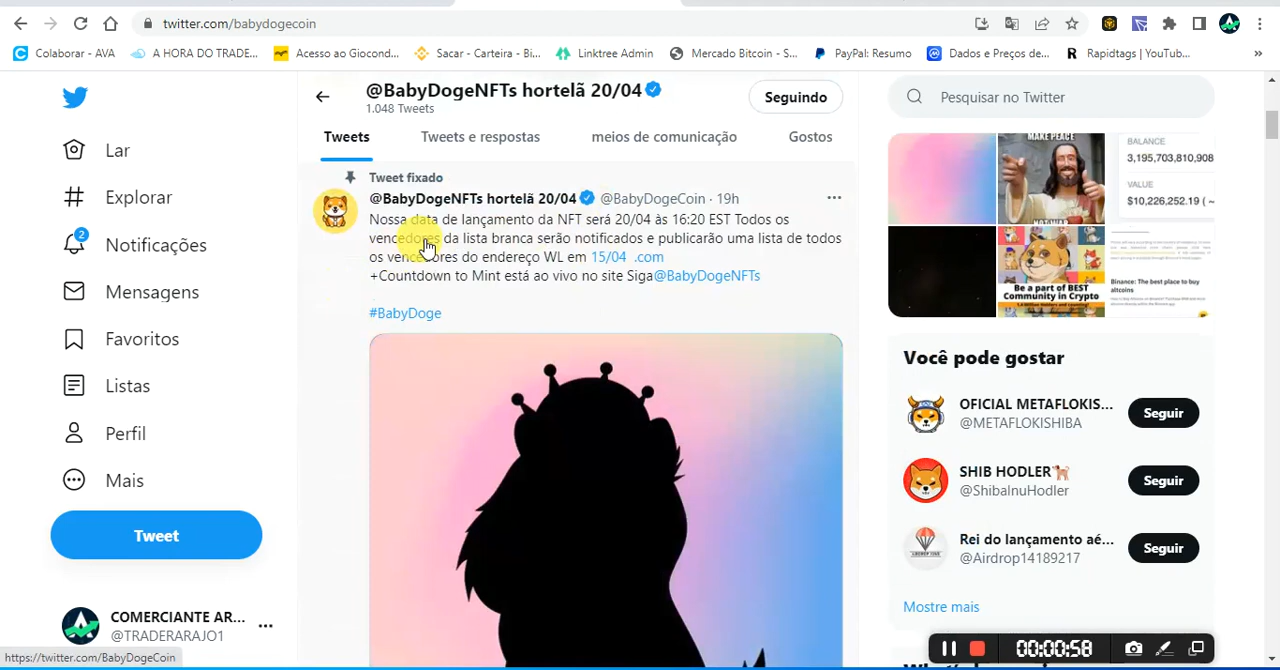 twitter.com/babydogecoin
Colaborar - AVA
A HORA DO TRADE...
Acesso ao Giocond...
Sacar - Carteira - Bi...
Linktree Admin
Mercado Bitcoin - S...
PayPal: Resumo
Dados e Preços de...
Rapidtags | YouTub...
»
Lar
Explorar
2
Notificações
Mensagens
Favoritos
Listas
Perfil
Mais
Tweet
COMERCIANTE AR...
@TRADERARAJO1
https://twitter.com/BabyDogeCoin
@BabyDogeNFTs hortelã 20/04
1.048 Tweets
Seguindo
Tweets
Tweets e respostas
meios de comunicação
Gostos
Tweet fixado
@BabyDogeNFTs hortelã 20/04 @BabyDogeCoin · 19h
Nossa data de lançamento da NFT será 20/04 às 16:20 EST Todos os
vencedores da lista branca serão notificados e publicarão uma lista de todos
os vencedores do endereço WL em 15/04 .com
+Countdown to Mint está ao vivo no site Siga@BabyDogeNFTs
#BabyDoge
Pesquisar no Twitter
MAKE PEACE
NOT WAR
BALANCE
3,195,703,810,908
VALUE
$10,226,252.19 ( ~
Be a part of BEST
Community in Crypto
Binance: The best place to buy
altcoins
Você pode gostar
OFICIAL METAFLOKIS...
@METAFLOKISHIBA
Seguir
SHIB HODLER
@ShibaInuHodler
Seguir
Rei do lançamento aé...
@Airdrop14189217
Seguir
Mostre mais
00:00:58